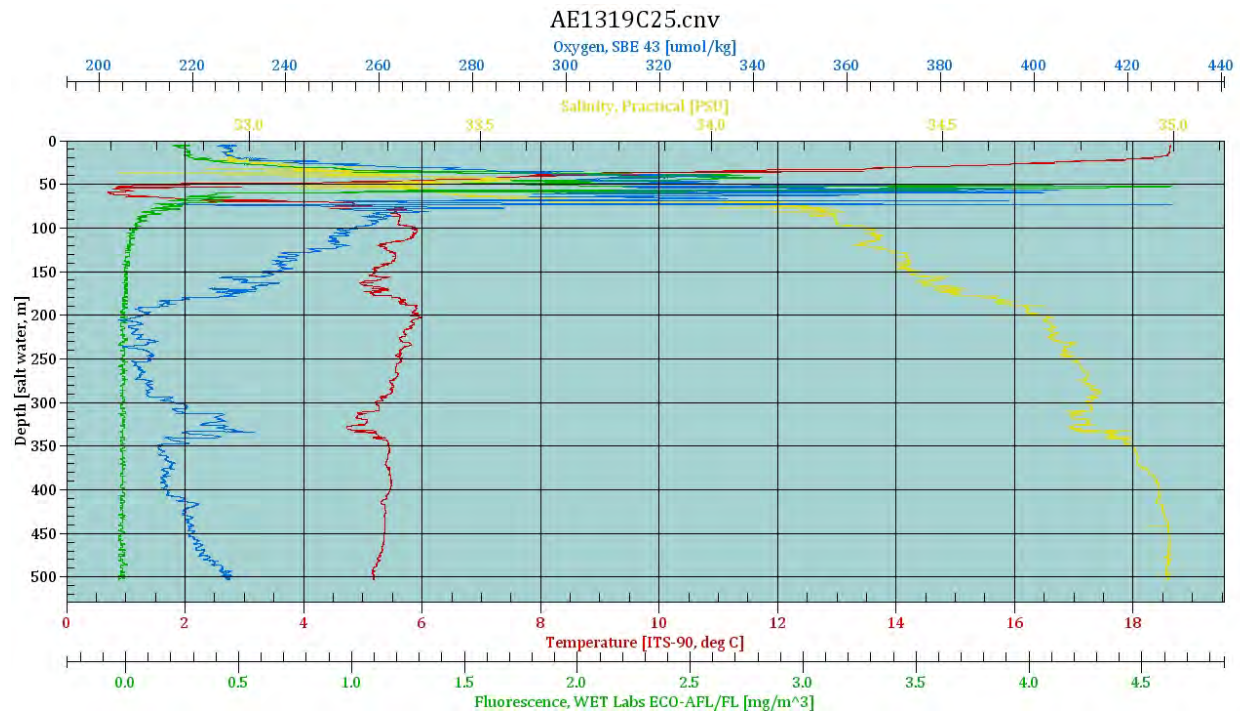 AE1319C25.cnv
Oxygen, SBE 43 [umol/kg]
200 220 240 260 280 300 320 340 360 380 400 420 440
Salinity, Practical [PSU]
33.0 33.5 34.0 34.5 35.0
0
50
100
150
200
250
300
350
400
450
500
Depth [salt water, m]
0 2 4 6 8 10 12 14 16 18
Temperature [ITS-90, deg C]
0.0 0.5 1.0 1.5 2.0 2.5 3.0 3.5 4.0 4.5
Fluorescence, WET Labs ECO-AFL/FL [mg/m^3]